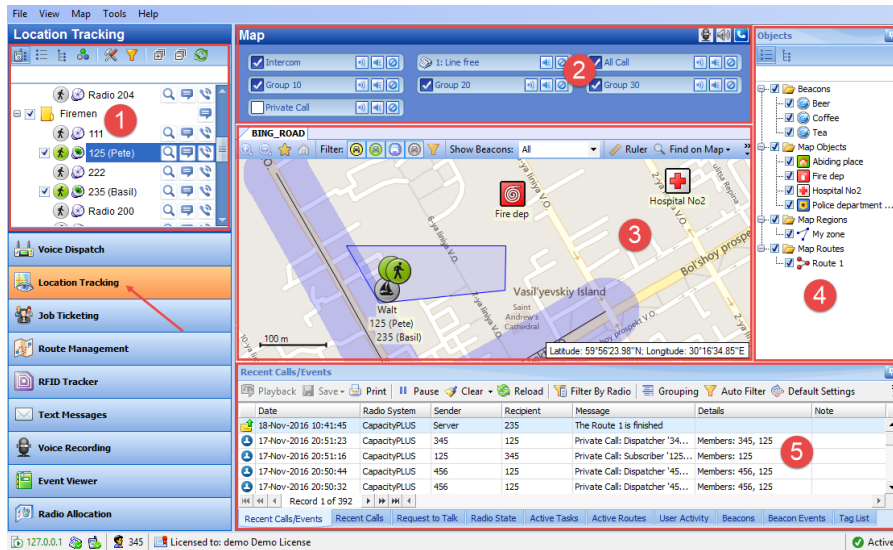 File View Map Tools Help
Location Tracking
Radio 204
1
Firemen
111
125 (Pete)
222
235 (Basil)
Radio 200
Voice Dispatch
Location Tracking
Job Ticketing
Route Management
RFID Tracker
Text Messages
Voice Recording
Event Viewer
Radio Allocation
Map
Intercom
1: Line free
All Call
2
Group 10
Group 20
Group 30
Private Call
BING_ROAD
Filter:
Show Beacons: All
Ruler
Find on Map
Fire dep
Hospital No2
6-ya liniya V.O.
Bol'shoy prospekt V.O.
3
Vasil'yevskiy Island
Saint
Andrew's
Cathedral
Walt
125 (Pete)
235 (Basil)
100 m
Latitude: 59°56'23.98"N; Longitude: 30°16'34.85"E
Objects
Beacons
Beer
Coffee
Tea
Map Objects
Abiding place
Fire dep
Hospital No2
Police department ...
Map Regions
My zone
Map Routes
Route 1
4
Recent Calls/Events
Playback Save Print Pause Clear Reload Filter By Radio Grouping Auto Filter Default Settings
Date Radio System Sender Recipient Message Details Note
18-Nov-2016 10:41:45 CapacityPLUS Server 235 The Route 1 is finished
17-Nov-2016 20:51:23 CapacityPLUS 345 125 Private Call: Dispatcher '34... Members: 345, 125
17-Nov-2016 20:51:16 CapacityPLUS 125 345 Private Call: Subscriber '125... Members: 125
17-Nov-2016 20:50:44 CapacityPLUS 456 125 Private Call: Dispatcher '45... Members: 456, 125
17-Nov-2016 20:50:32 CapacityPLUS 456 125 Private Call: Dispatcher '45... Members: 456, 125
5
Record 1 of 392
Recent Calls/Events Recent Calls Request to Talk Radio State Active Tasks Active Routes User Activity Beacons Beacon Events Tag List
127.0.0.1 345 Licensed to: demo Demo License Active